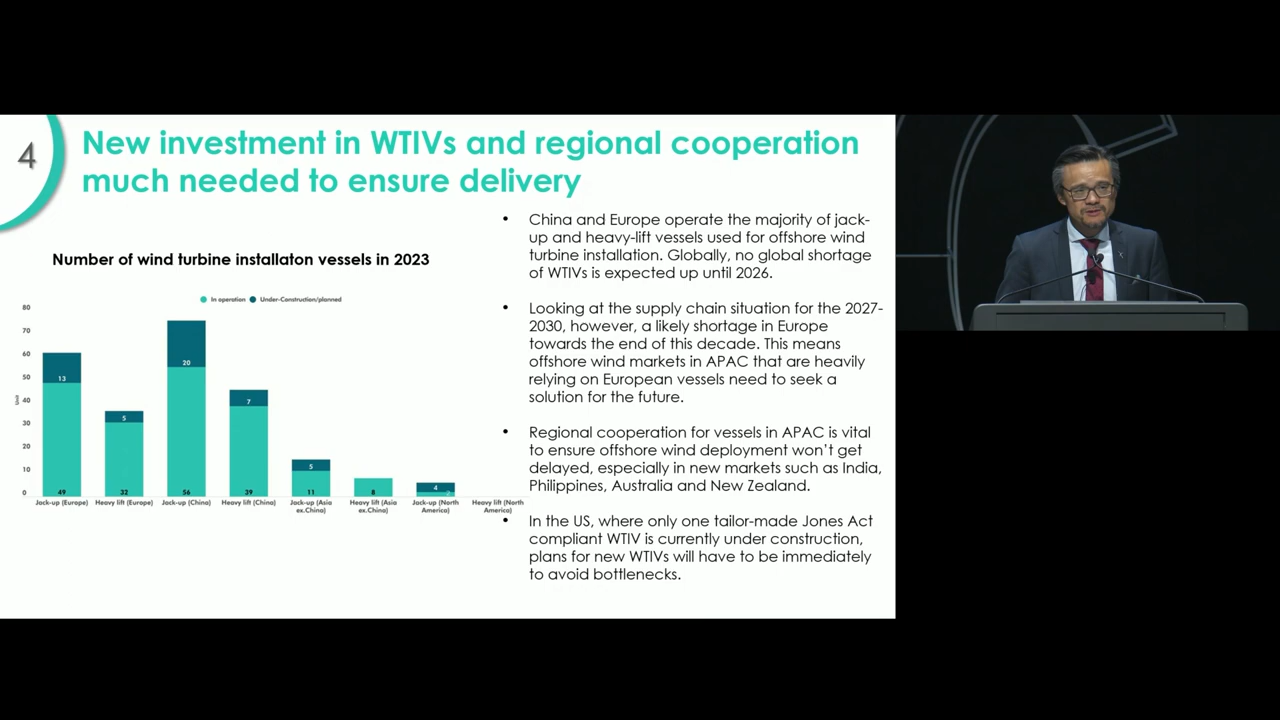 4
New investment in WTIVs and regional cooperation
much needed to ensure delivery
Number of wind turbine installaton vessels in 2023
In operation
Under-Construction/planned
80
70
60
50
40
30
20
10
0
Unit
13
49
5
32
20
56
7
39
5
11
8
4
Jack-up (Europe)
Heavy lift (Europe)
Jack-up (China)
Heavy lift (China)
Jack-up (Asia
ex.China)
Heavy lift (Asia
ex.China)
Jack-up (North
America)
Heavy lift (North
America)
• China and Europe operate the majority of jack-
up and heavy-lift vessels used for offshore wind
turbine installation. Globally, no global shortage
of WTIVs is expected up until 2026.
• Looking at the supply chain situation for the 2027-
2030, however, a likely shortage in Europe
towards the end of this decade. This means
offshore wind markets in APAC that are heavily
relying on European vessels need to seek a
solution for the future.
• Regional cooperation for vessels in APAC is vital
to ensure offshore wind deployment won't get
delayed, especially in new markets such as India,
Philippines, Australia and New Zealand.
• In the US, where only one tailor-made Jones Act
compliant WTIV is currently under construction,
plans for new WTIVs will have to be immediately
to avoid bottlenecks.